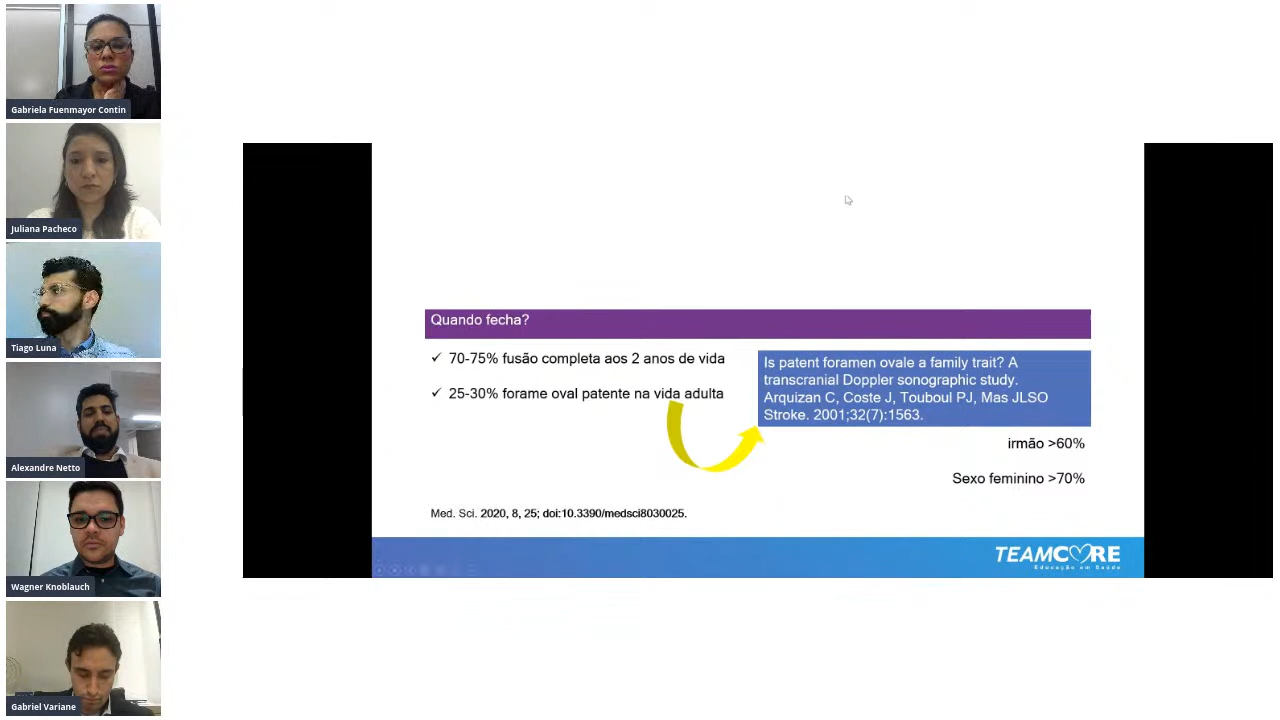 Gabriela Fuenmayor Contin
Juliana Pacheco
Tiago Luna
Alexandre Netto
Wagner Knoblauch
Gabriel Variane
Quando fecha?
✓ 70-75% fusão completa aos 2 anos de vida
✓ 25-30% forame oval patente na vida adulta
Is patent foramen ovale a family trait? A
transcranial Doppler sonographic study.
Arquizan C, Coste J, Touboul PJ, Mas JLSO
Stroke. 2001;32(7):1563.
irmão >60%
Sexo feminino >70%
Med. Sci. 2020, 8, 25; doi:10.3390/medsci8030025.
TEAMCORE
Educação em Saúde